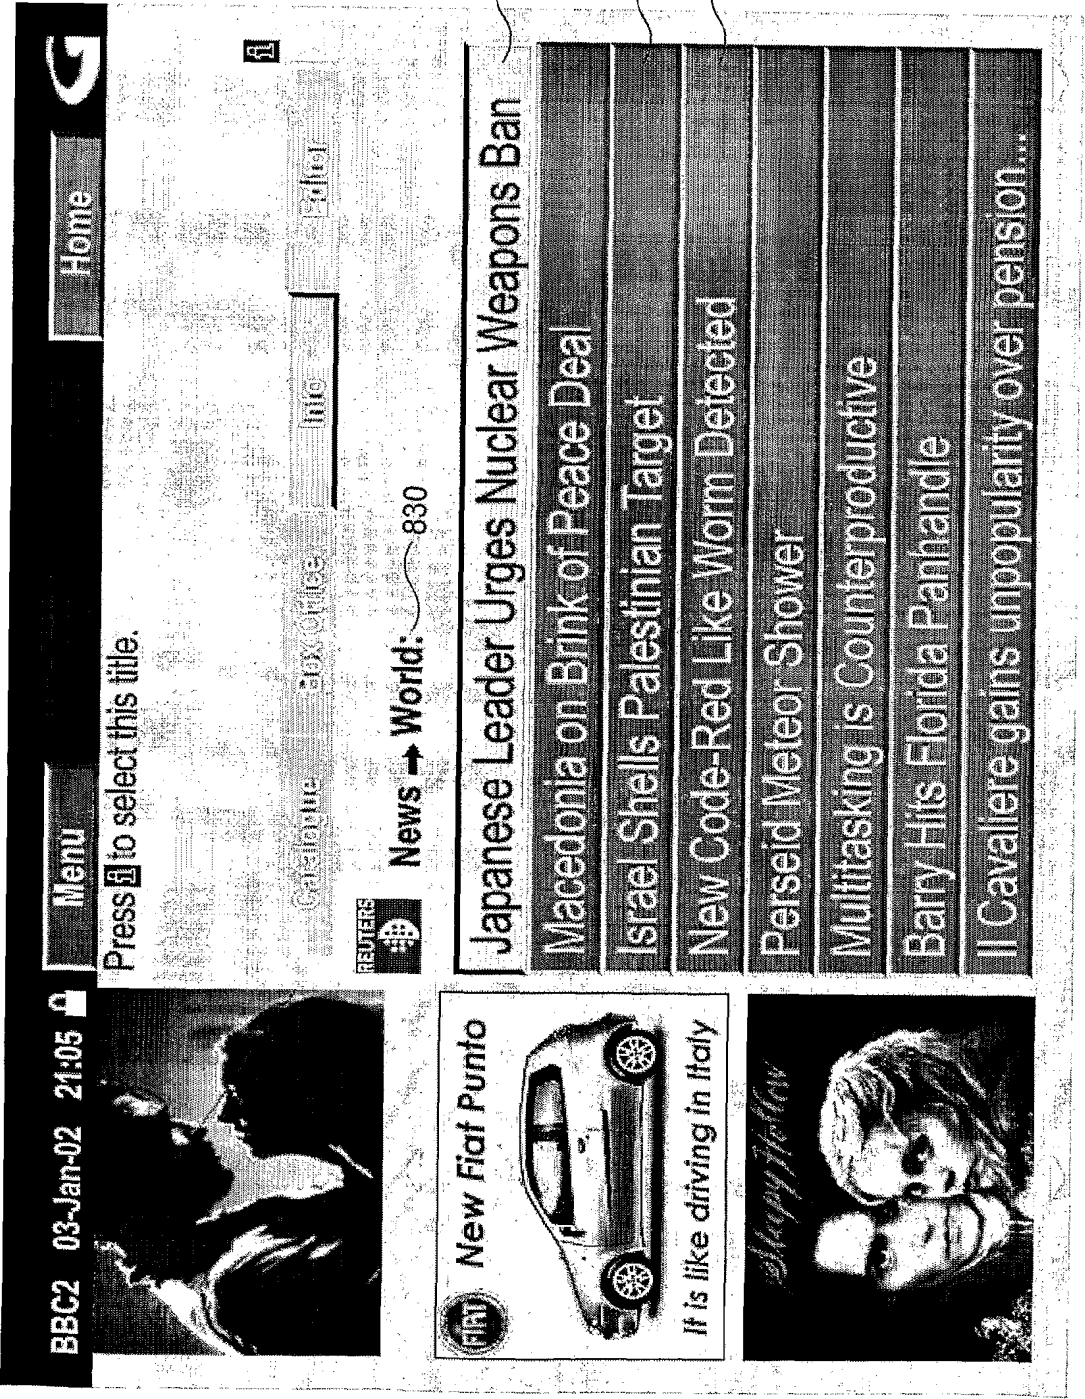 BBC2 03-Jan-02 21:05
Menu
Home
Press i to select this title.
Catalogue Box Office Info Editor
REUTERS
News → World:
830
Japanese Leader Urges Nuclear Weapons Ban
Macedonia on Brink of Peace Deal
Israel Shells Palestinian Target
New Code-Red Like Worm Detected
Perseid Meteor Shower
Multitasking is Counterproductive
Barry Hits Florida Panhandle
Il Cavaliere gains unpopularity over pension...
FIAT New Fiat Punto
It is like driving in Italy
SleepyHollow